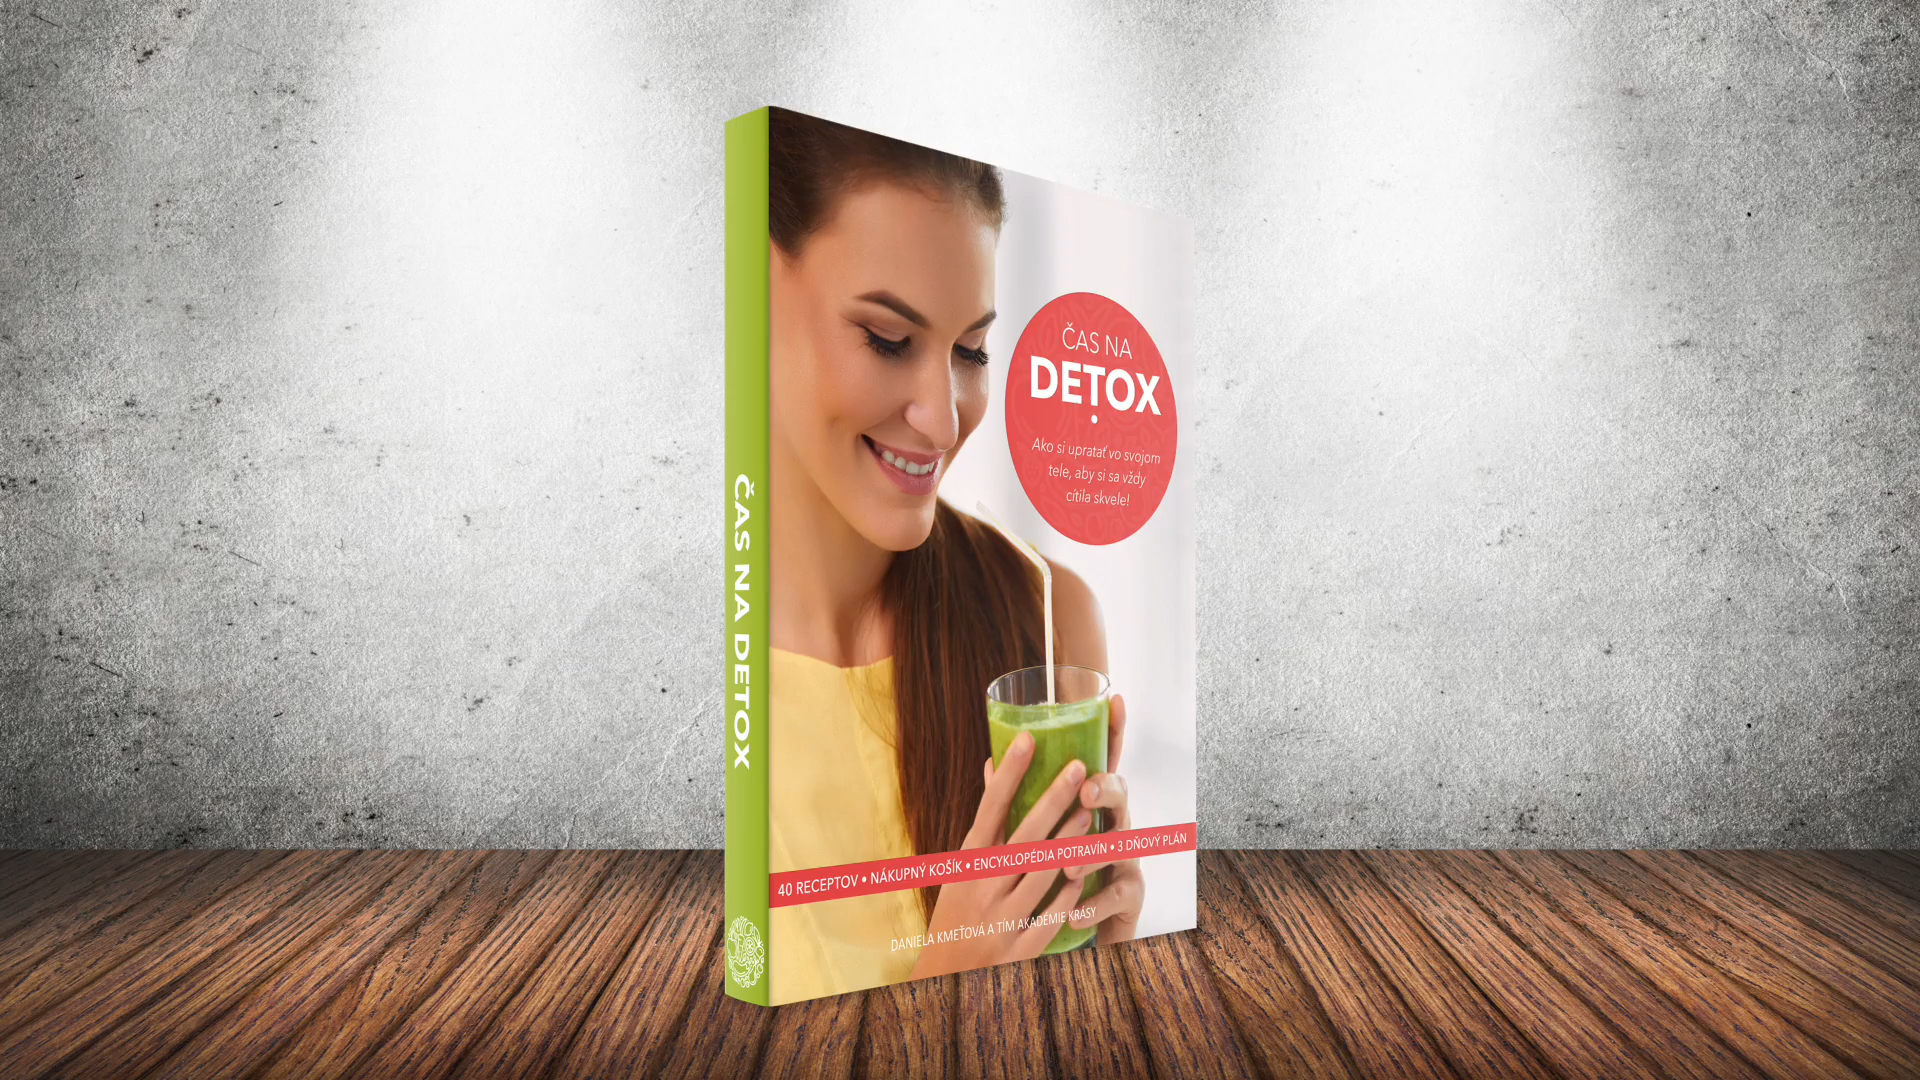 ČAS NA DETOX
ČAS NA
DETOX
Ako si upratať vo svojom
tele, aby si sa vždy
cítila skvele!
40 RECEPTOV • NÁKUPNÝ KOŠÍK • ENCYKLOPÉDIA POTRAVÍN • 3 DŇOVÝ PLÁN
DANIELA KMEŤOVÁ A TÍM AKADÉMIE KRÁSY